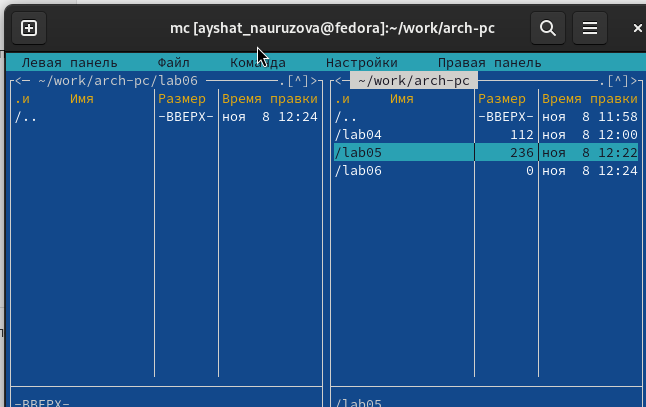 mc [ayshat_nauruzova@fedora]:~/work/arch-pc
Левая панель Файл Команда Настройки Правая панель
<— ~/work/arch-pc/lab06 .[^]> <— ~/work/arch-pc .[^]>
.и Имя Размер Время правки .и Имя Размер Время правки
/.. -ВВЕРХ- ноя 8 12:24 /.. -ВВЕРХ- ноя 8 11:58
/lab04 112 ноя 8 12:00
/lab05 236 ноя 8 12:22
/lab06 0 ноя 8 12:24
-ВВЕРХ- /lab05